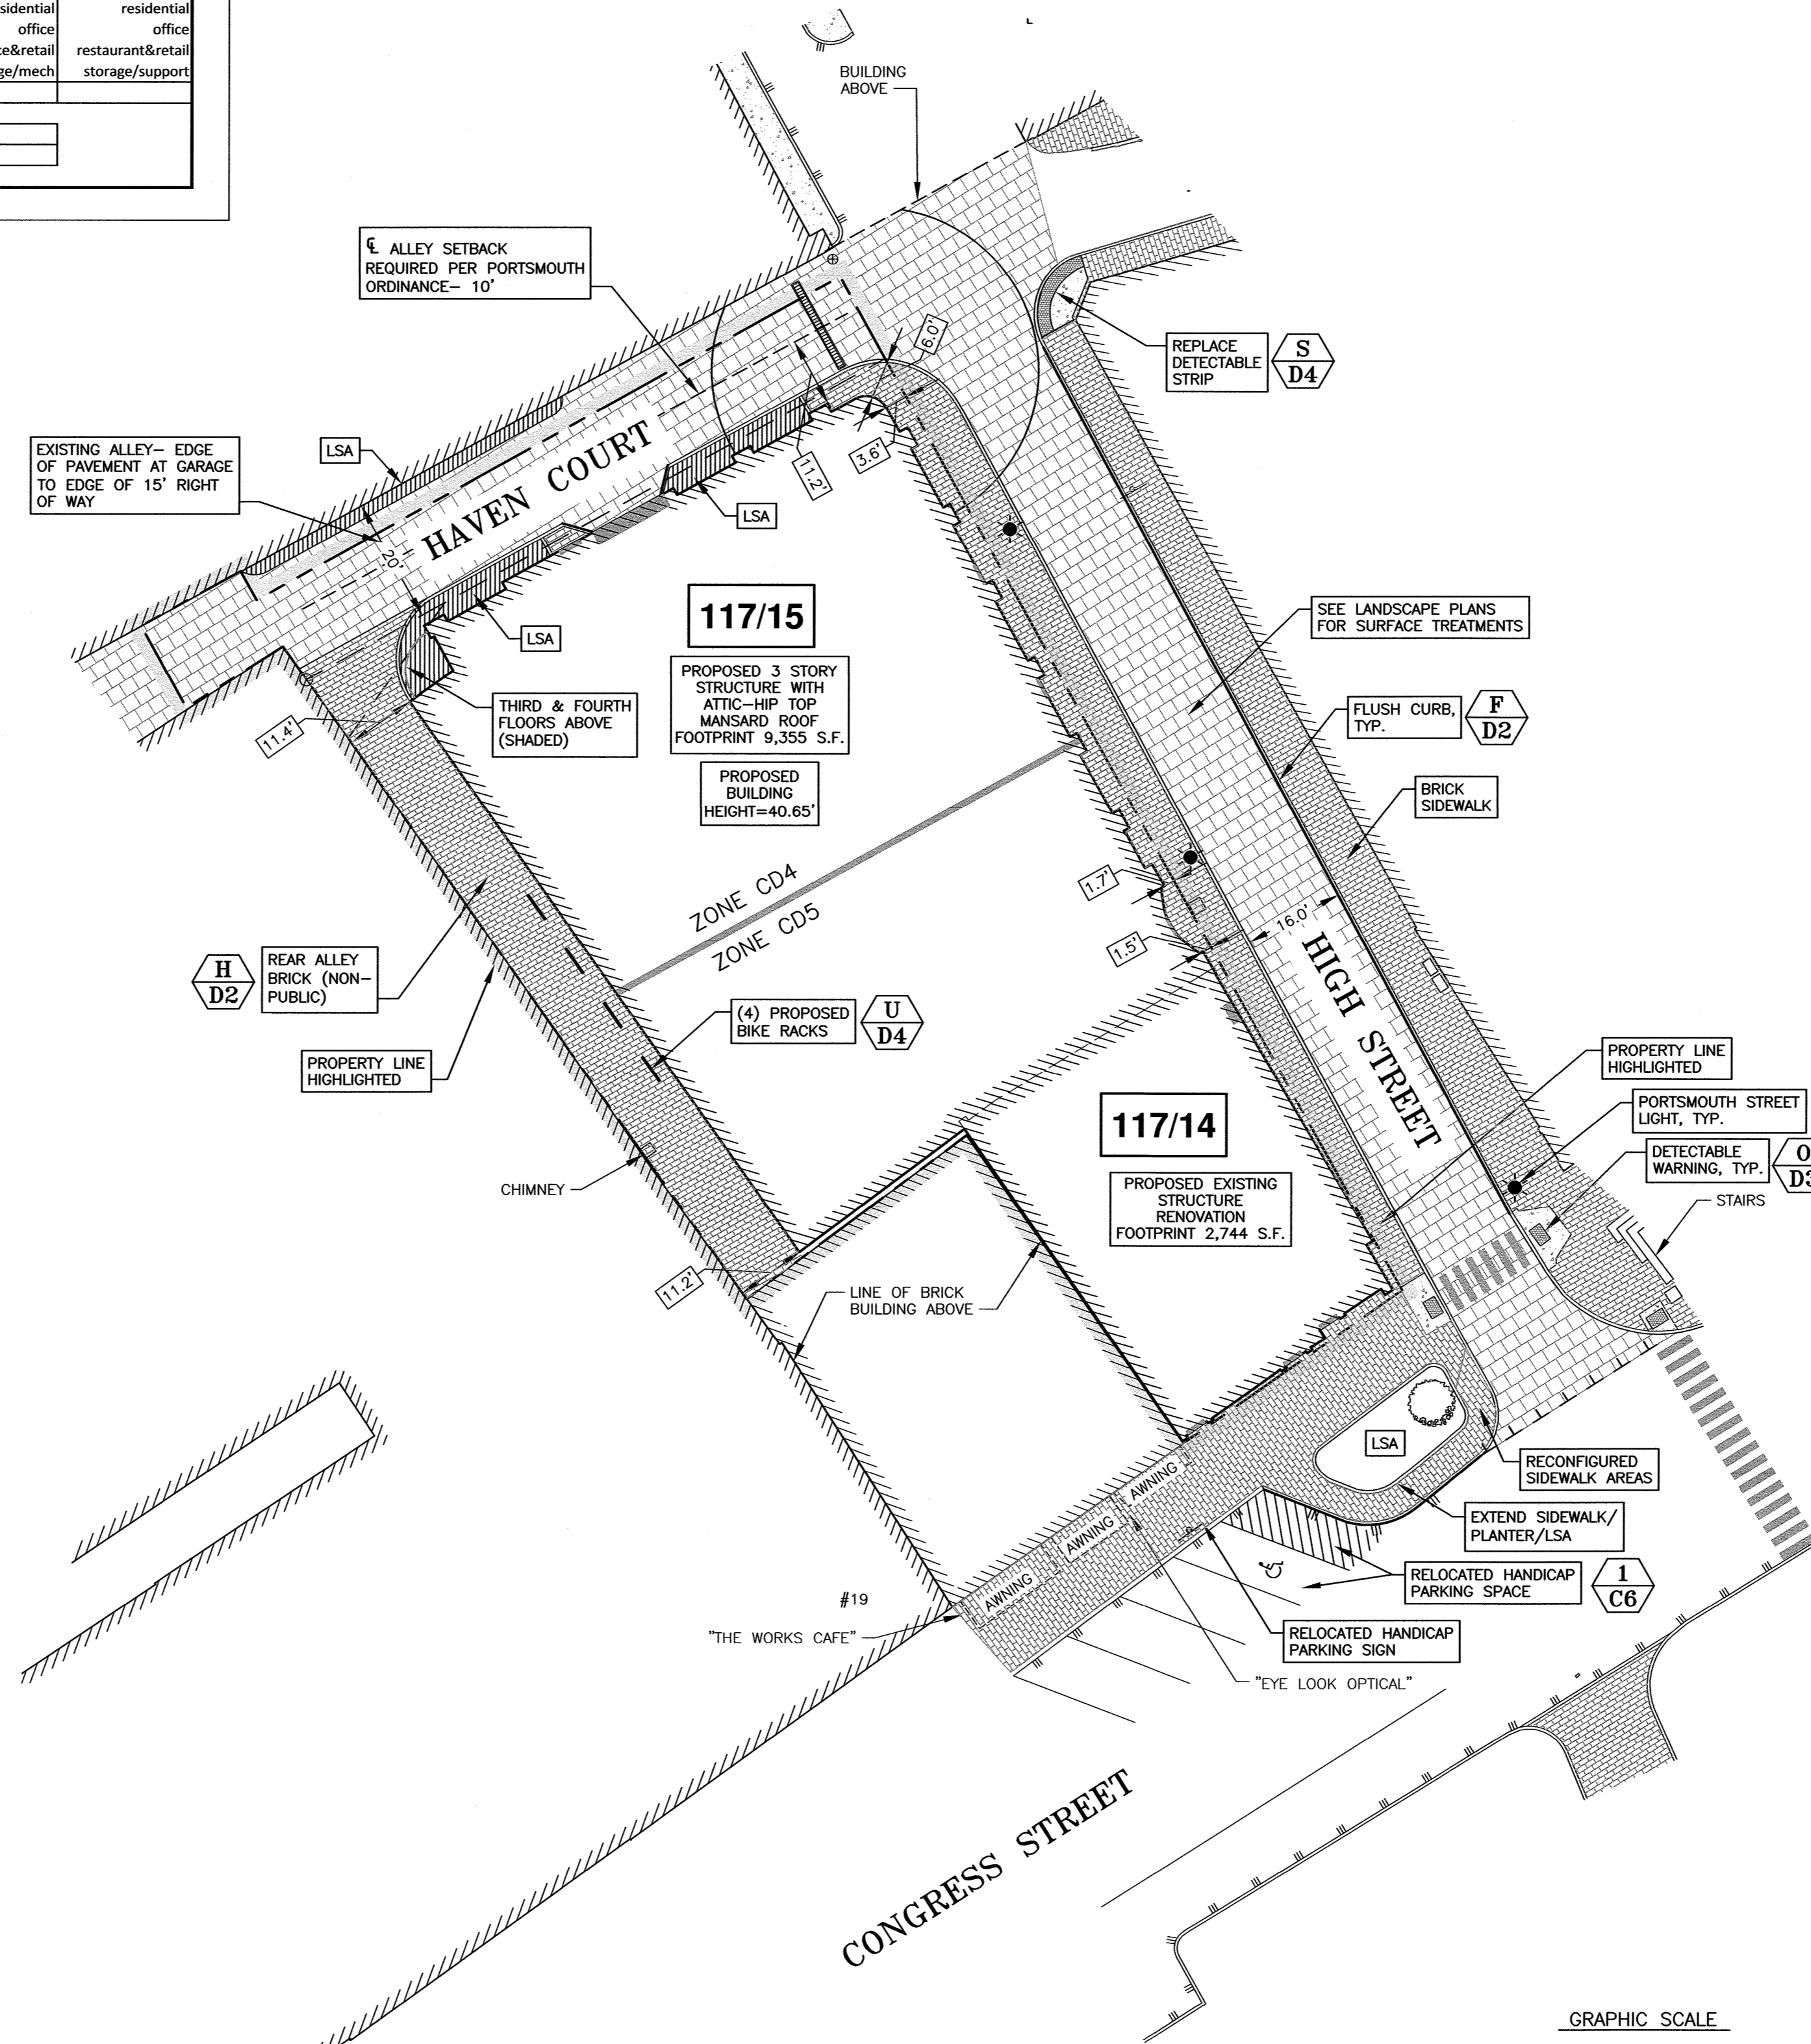 residential
office office
restaurant&retail
storage/support
BUILDING
ABOVE
℄ ALLEY SETBACK
REQUIRED PER PORTSMOUTH
ORDINANCE– 10'
EXISTING ALLEY– EDGE
OF PAVEMENT AT GARAGE
TO EDGE OF 15' RIGHT
OF WAY
LSA
HAVEN COURT
20'
6.0'
3.6'
11.2'
LSA
LSA
REPLACE
DETECTABLE
STRIP
S
D4
117/15
PROPOSED 3 STORY
STRUCTURE WITH
ATTIC–HIP TOP
MANSARD ROOF
FOOTPRINT 9,355 S.F.
PROPOSED
BUILDING
HEIGHT=40.65'
THIRD & FOURTH
FLOORS ABOVE
(SHADED)
11.4'
SEE LANDSCAPE PLANS
FOR SURFACE TREATMENTS
FLUSH CURB,
TYP.
F
D2
BRICK
SIDEWALK
ZONE CD4
ZONE CD5
1.7'
1.5'
16.0'
HIGH STREET
H
D2
REAR ALLEY
BRICK (NON–
PUBLIC)
(4) PROPOSED
BIKE RACKS
U
D4
PROPERTY LINE
HIGHLIGHTED
PROPERTY LINE
HIGHLIGHTED
PORTSMOUTH STREET
LIGHT, TYP.
DETECTABLE
WARNING, TYP.
STAIRS
117/14
PROPOSED EXISTING
STRUCTURE
RENOVATION
FOOTPRINT 2,744 S.F.
CHIMNEY
11.2'
LINE OF BRICK
BUILDING ABOVE
LSA
RECONFIGURED
SIDEWALK AREAS
EXTEND SIDEWALK/
PLANTER/LSA
RELOCATED HANDICAP
PARKING SPACE
1
C6
RELOCATED HANDICAP
PARKING SIGN
AWNING
AWNING
AWNING
#19
"THE WORKS CAFE"
"EYE LOOK OPTICAL"
CONGRESS STREET
GRAPHIC SCALE